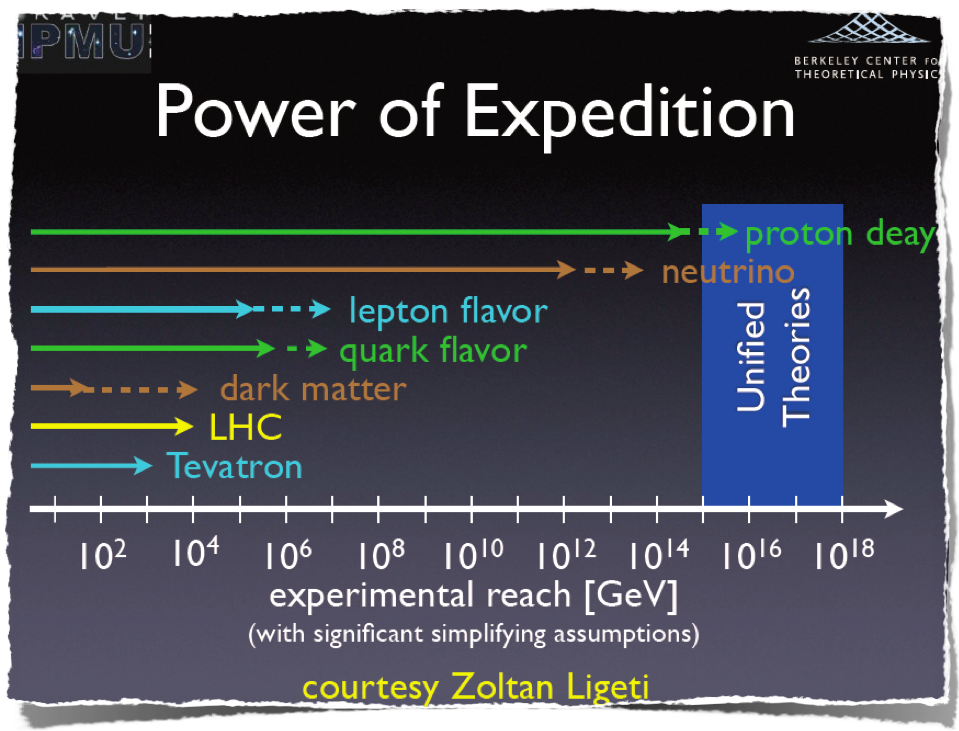 IPMU
BERKELEY CENTER FO
THEORETICAL PHYSIC
Power of Expedition
proton deay
neutrino
lepton flavor
quark flavor
dark matter
LHC
Tevatron
Unified
Theories
10² 10⁴ 10⁶ 10⁸ 10¹⁰ 10¹² 10¹⁴ 10¹⁶ 10¹⁸
experimental reach [GeV]
(with significant simplifying assumptions)
courtesy Zoltan Ligeti